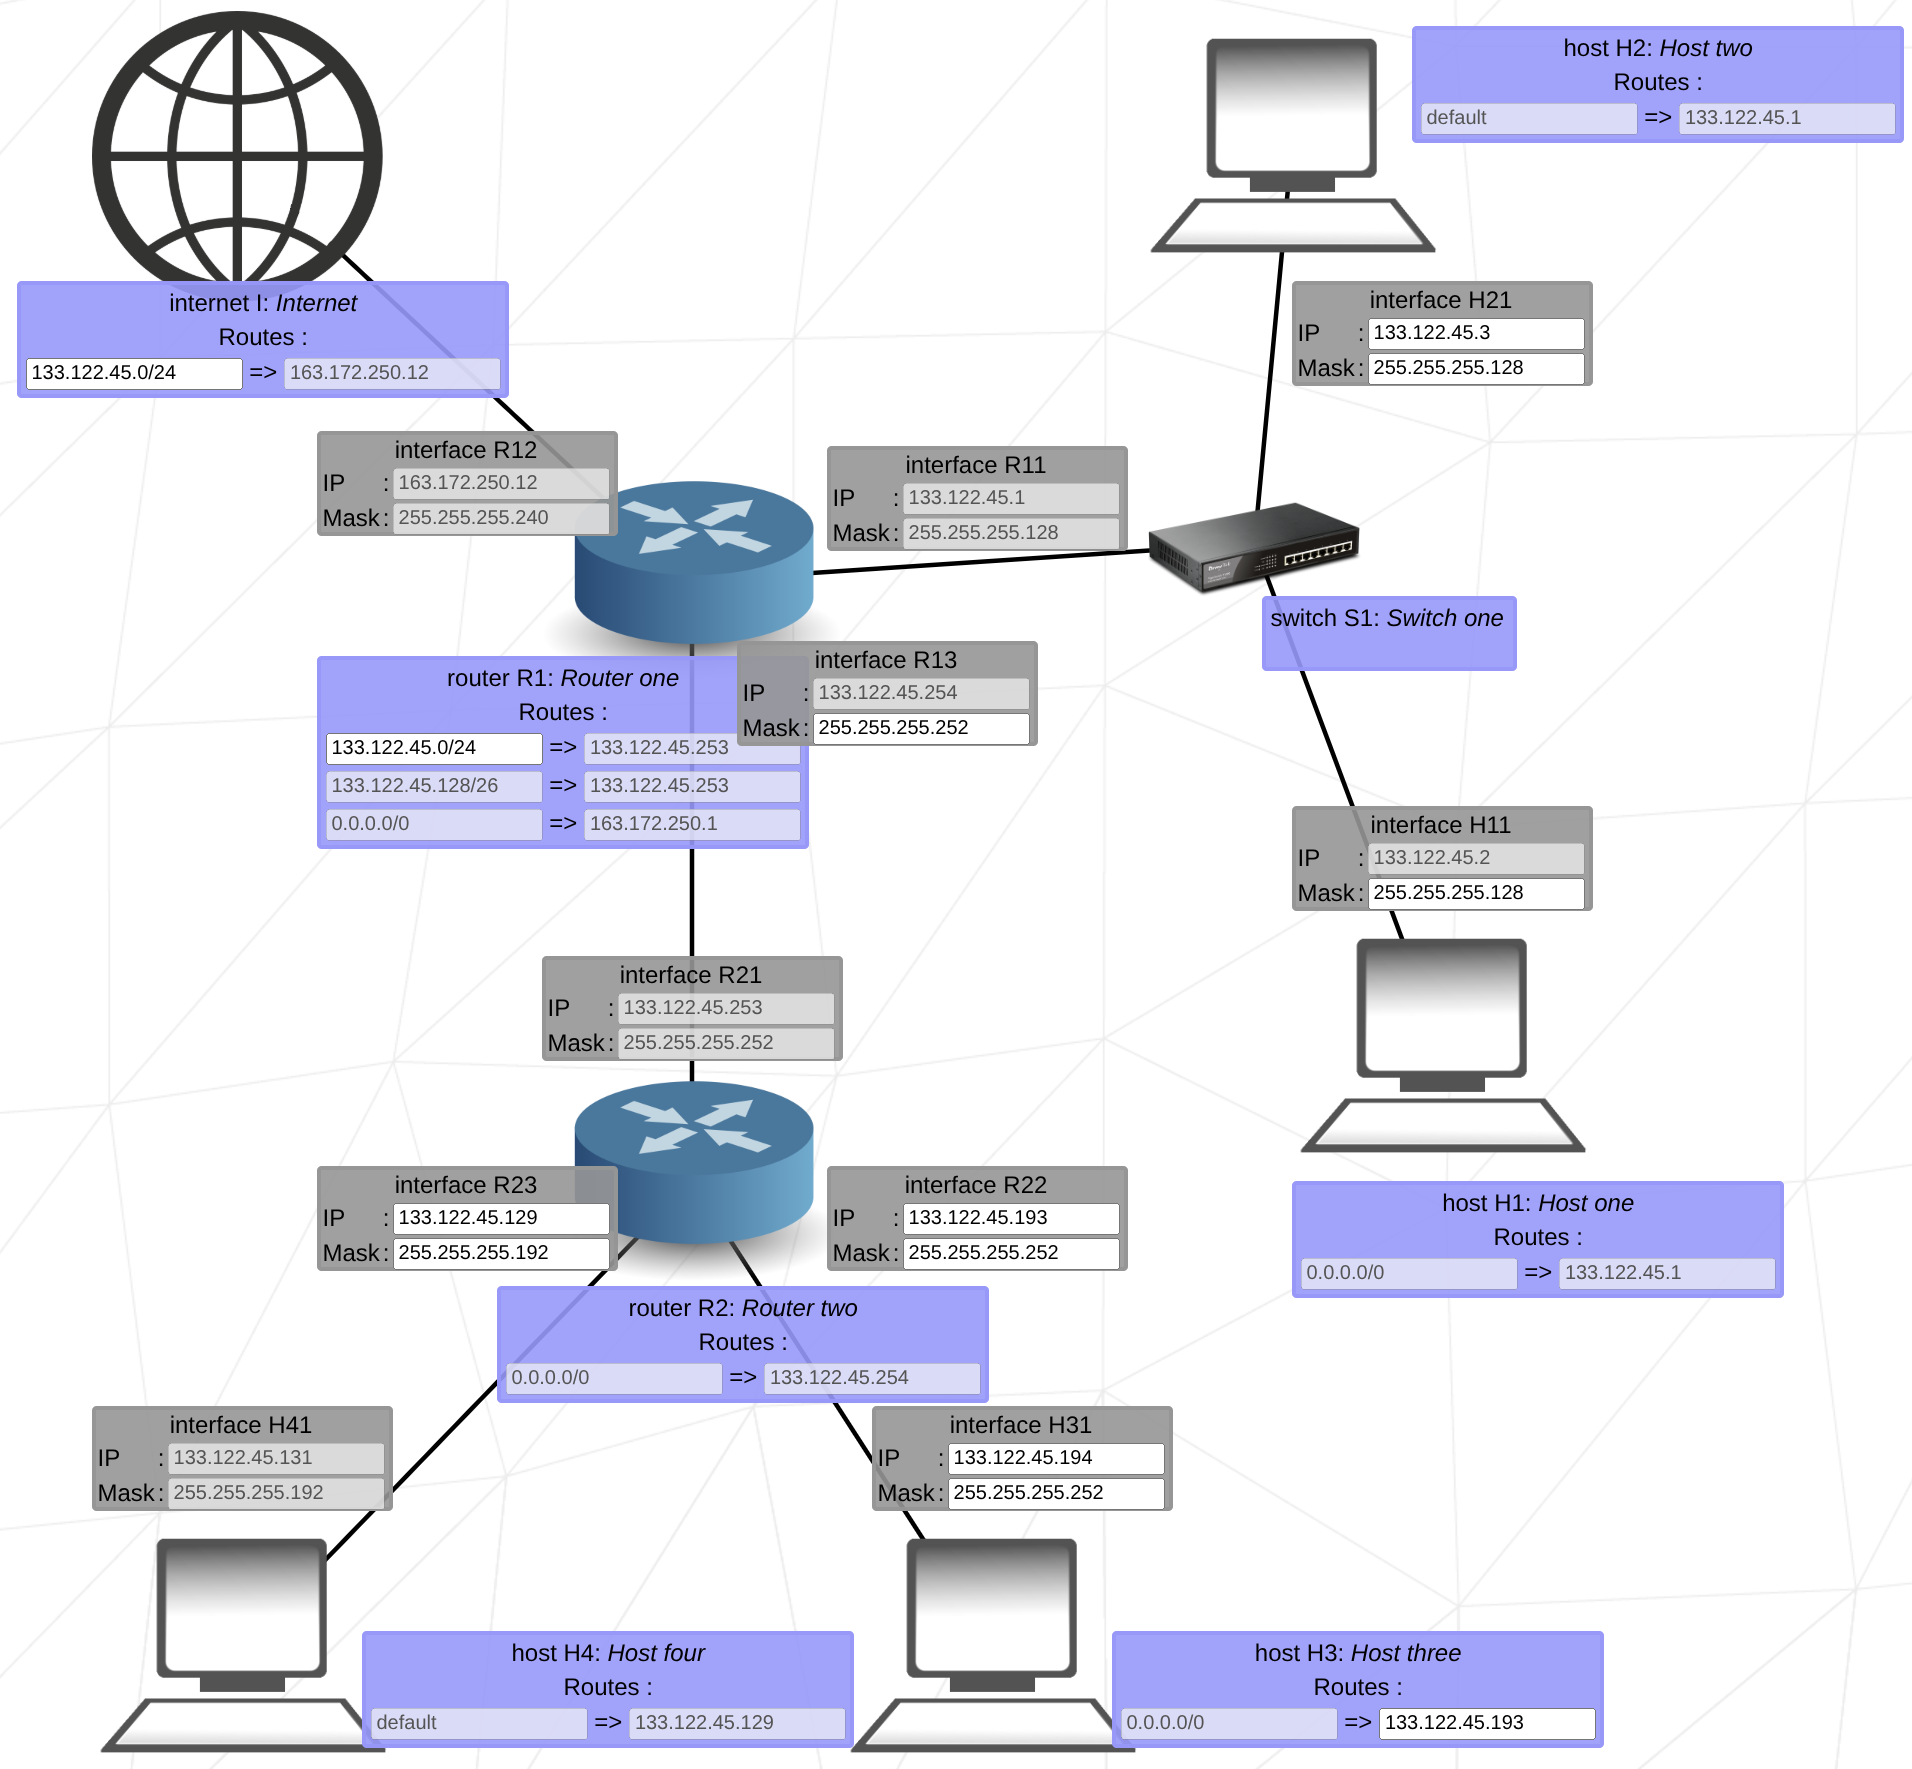 host H2: Host two
Routes :
default => 133.122.45.1
internet I: Internet
Routes :
133.122.45.0/24 => 163.172.250.12
interface H21
IP : 133.122.45.3
Mask : 255.255.255.128
interface R12
IP : 163.172.250.12
Mask : 255.255.255.240
interface R11
IP : 133.122.45.1
Mask : 255.255.255.128
switch S1: Switch one
interface R13
IP : 133.122.45.254
Mask : 255.255.255.252
router R1: Router one
Routes :
133.122.45.0/24 => 133.122.45.253
133.122.45.128/26 => 133.122.45.253
0.0.0.0/0 => 163.172.250.1
interface H11
IP : 133.122.45.2
Mask : 255.255.255.128
interface R21
IP : 133.122.45.253
Mask : 255.255.255.252
interface R23
IP : 133.122.45.129
Mask : 255.255.255.192
interface R22
IP : 133.122.45.193
Mask : 255.255.255.252
host H1: Host one
Routes :
0.0.0.0/0 => 133.122.45.1
router R2: Router two
Routes :
0.0.0.0/0 => 133.122.45.254
interface H41
IP : 133.122.45.131
Mask : 255.255.255.192
interface H31
IP : 133.122.45.194
Mask : 255.255.255.252
host H4: Host four
Routes :
default => 133.122.45.129
host H3: Host three
Routes :
0.0.0.0/0 => 133.122.45.193